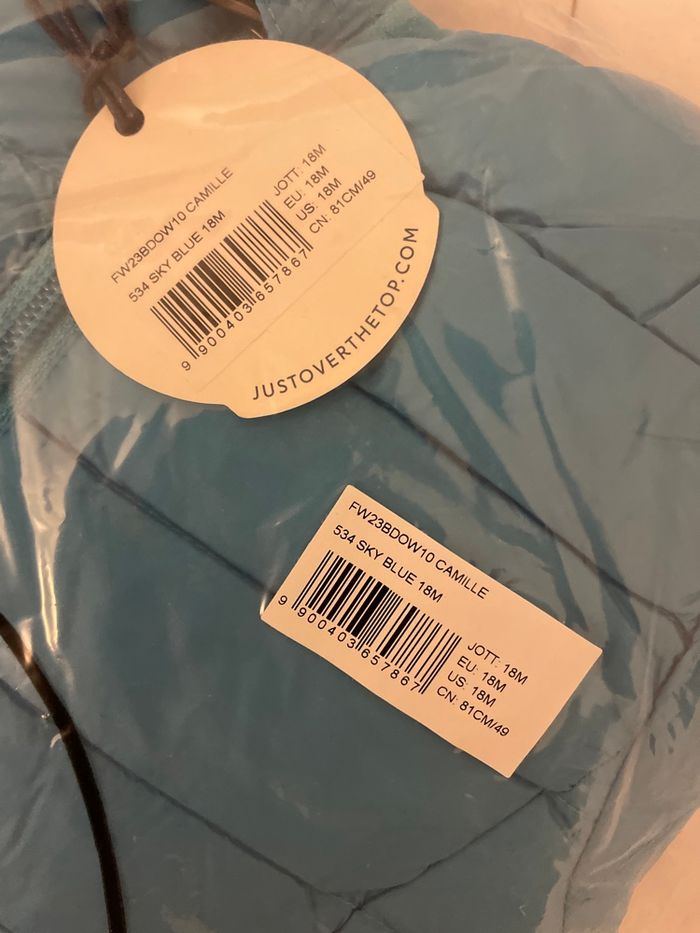 FW23BDOW10 CAMILLE
534 SKY BLUE 18M
9 900403 657867
JOTT: 18M
EU: 18M
US: 18M
CN: 81CM/49
JUSTOVERTHETOP.COM
FW23BDOW10 CAMILLE
534 SKY BLUE 18M
9 900403 657867
JOTT: 18M
EU: 18M
US: 18M
CN: 81CM/49